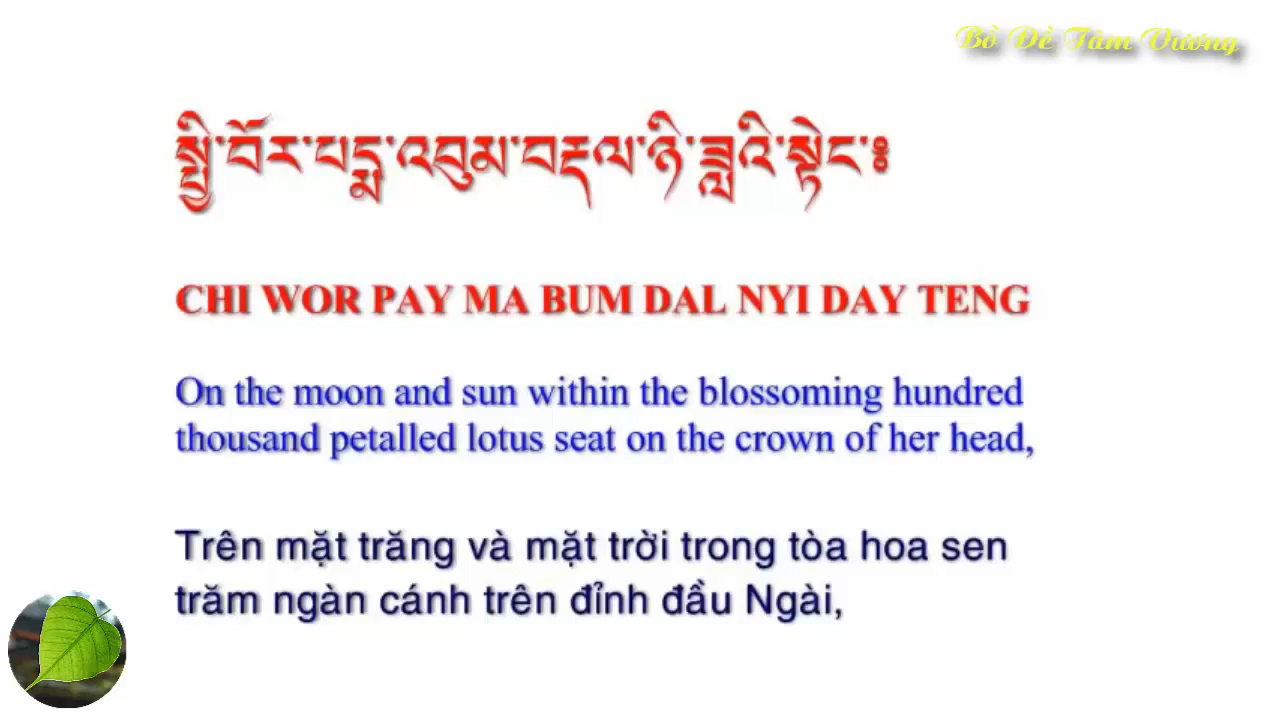 Bồ Đề Tâm Vương
སྤྱི་བོར་པདྨ་འབུམ་བརྡལ་ཉི་ཟླའི་སྟེང་༔
CHI WOR PAY MA BUM DAL NYI DAY TENG
On the moon and sun within the blossoming hundred
thousand petalled lotus seat on the crown of her head,
Trên mặt trăng và mặt trời trong tòa hoa sen
trăm ngàn cánh trên đỉnh đầu Ngài,